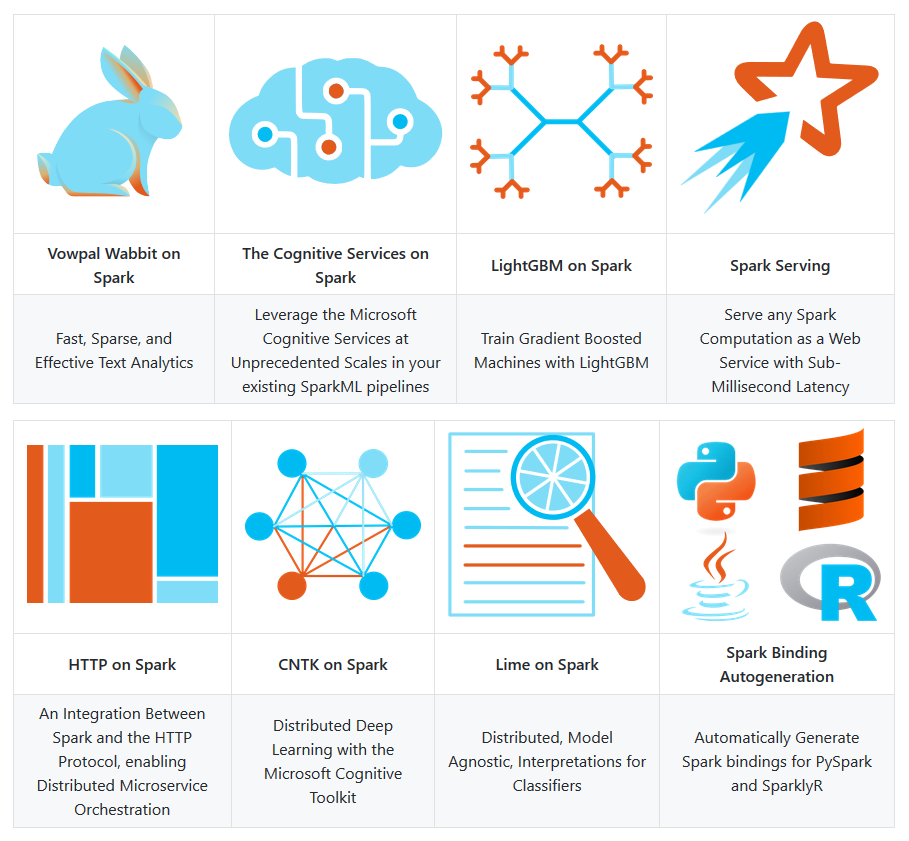 Vowpal Wabbit on
Spark
The Cognitive Services on
Spark
LightGBM on Spark
Spark Serving
Fast, Sparse, and
Effective Text Analytics
Leverage the Microsoft
Cognitive Services at
Unprecedented Scales in your
existing SparkML pipelines
Train Gradient Boosted
Machines with LightGBM
Serve any Spark
Computation as a Web
Service with Sub-
Millisecond Latency
R
HTTP on Spark
CNTK on Spark
Lime on Spark
Spark Binding
Autogeneration
An Integration Between
Spark and the HTTP
Protocol, enabling
Distributed Microservice
Orchestration
Distributed Deep
Learning with the
Microsoft Cognitive
Toolkit
Distributed, Model
Agnostic, Interpretations for
Classifiers
Automatically Generate
Spark bindings for PySpark
and SparklyR